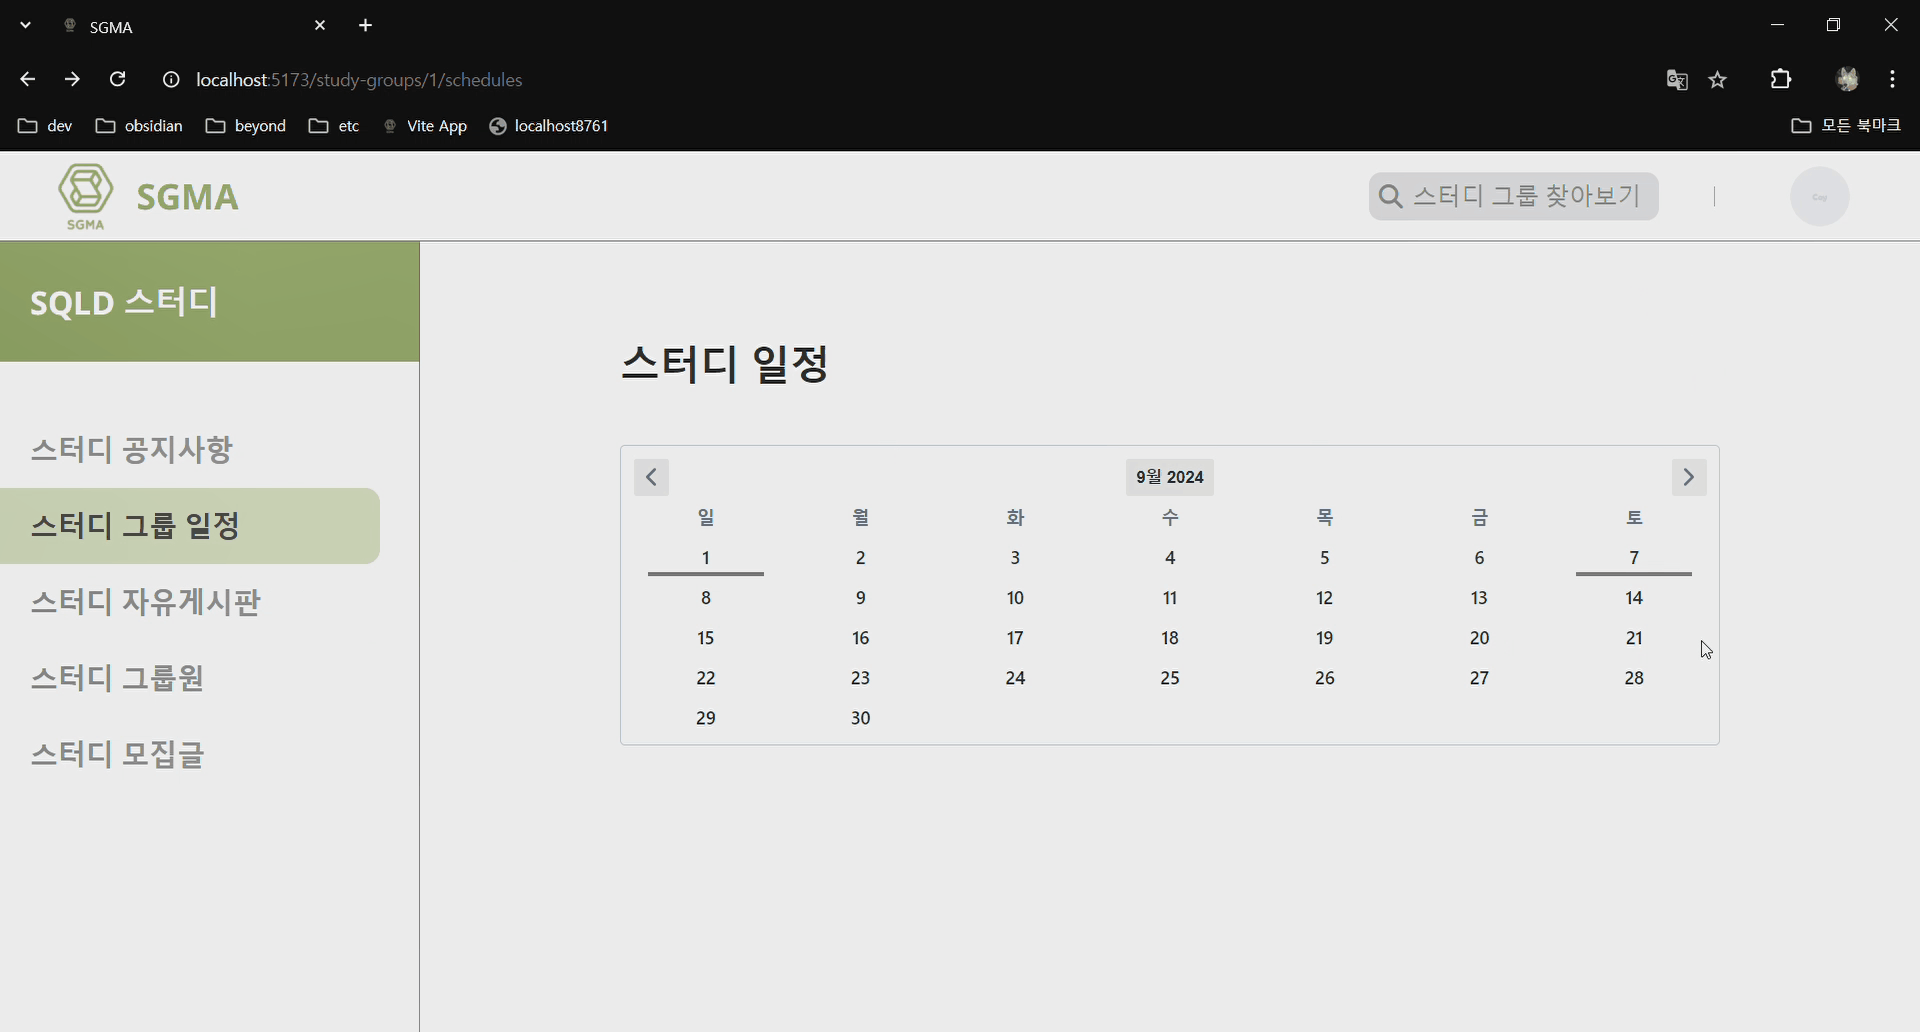 SGMA
localhost:5173/study-groups/1/schedules
dev obsidian beyond etc Vite App localhost8761 모든 북마크
SGMA
SGMA
스터디 그룹 찾아보기
SQLD 스터디
스터디 공지사항
스터디 그룹 일정
스터디 자유게시판
스터디 그룹원
스터디 모집글
스터디 일정
9월 2024
일 월 화 수 목 금 토
1 2 3 4 5 6 7
8 9 10 11 12 13 14
15 16 17 18 19 20 21
22 23 24 25 26 27 28
29 30